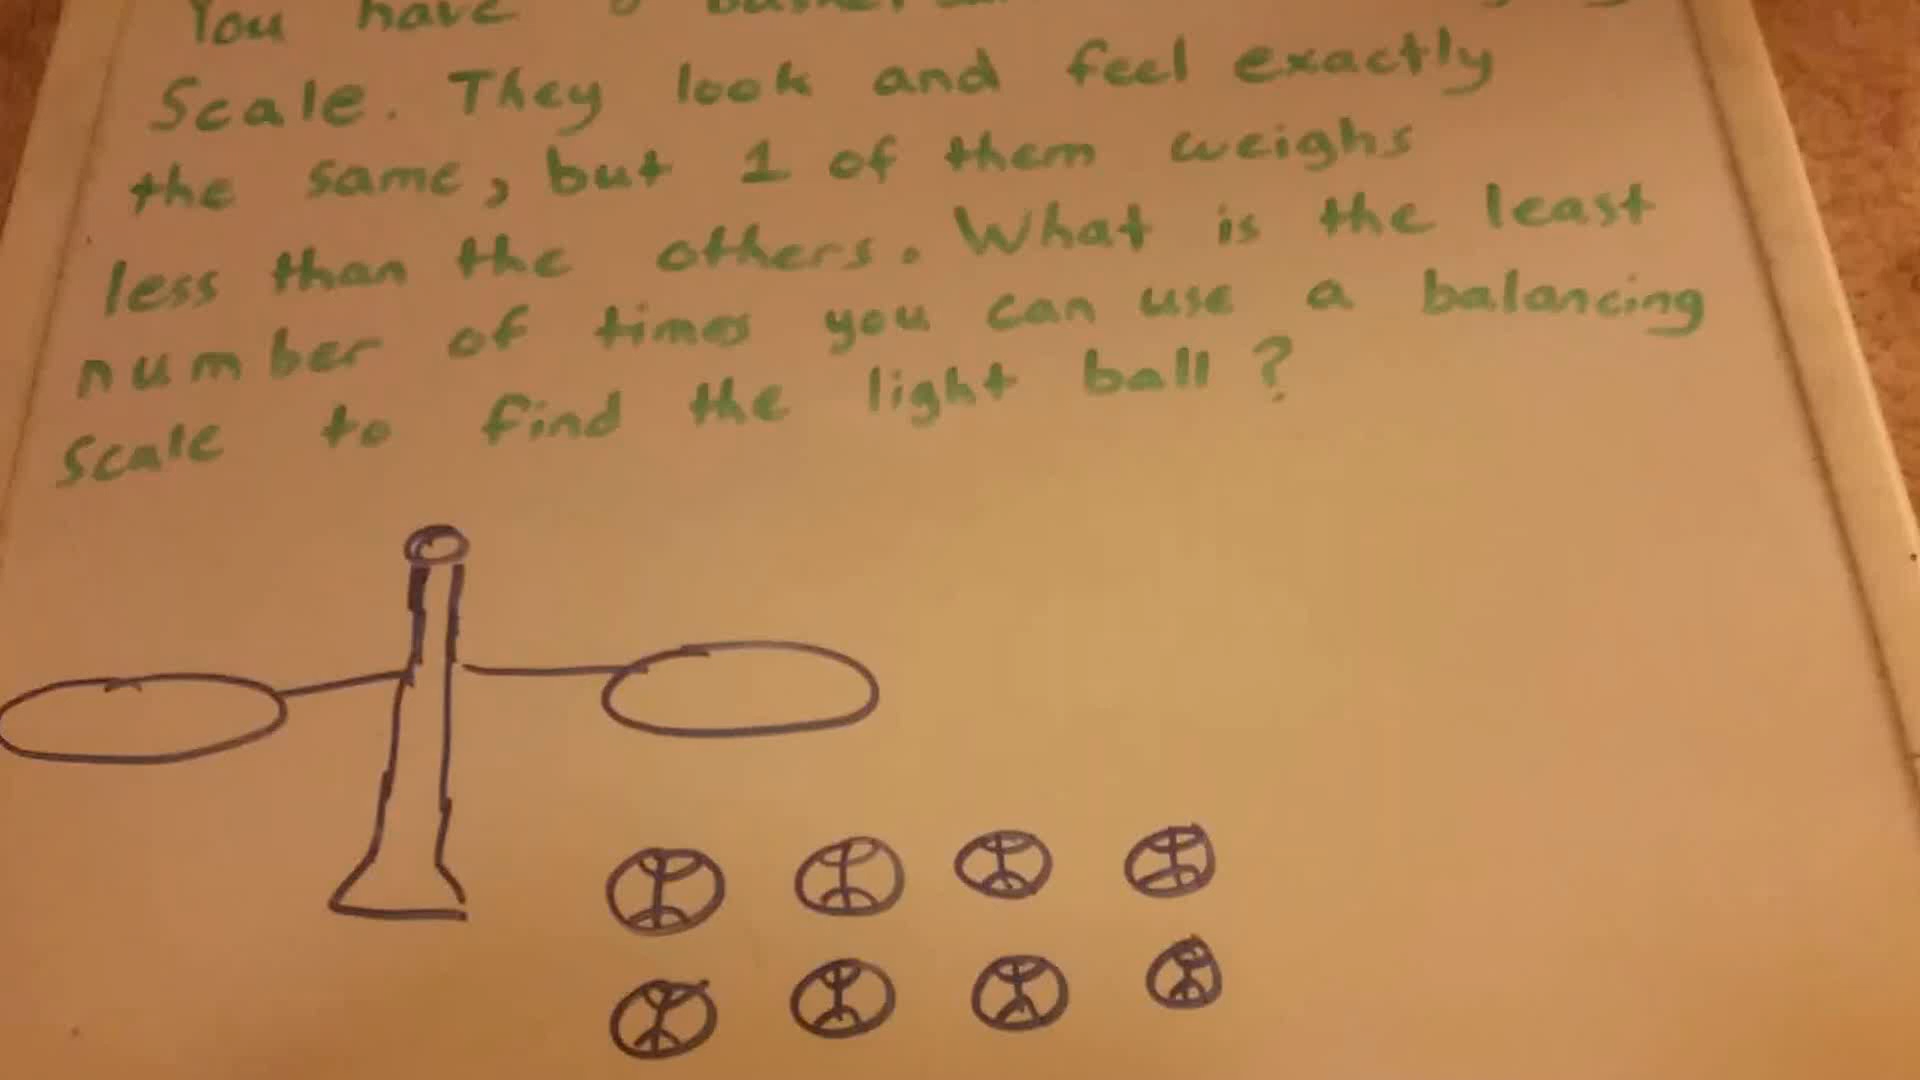 You have 8
Scale. They look and feel exactly
the same, but 1 of them weighs
less than the others. What is the least
number of times you can use a balancing
scale to find the light ball?